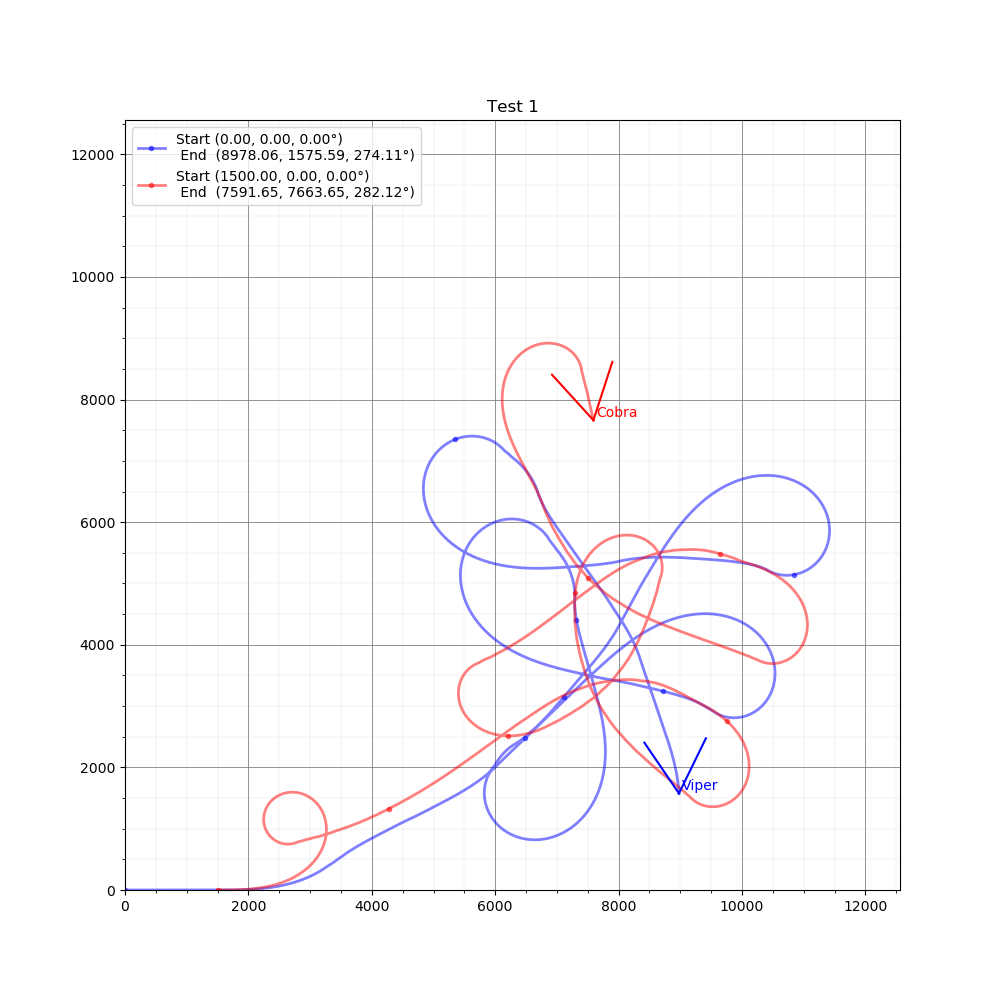 Test 1
Start (0.00, 0.00, 0.00°)
End (8978.06, 1575.59, 274.11°)
Start (1500.00, 0.00, 0.00°)
End (7591.65, 7663.65, 282.12°)
12000
10000
8000
6000
4000
2000
0
Cobra
Viper
0 2000 4000 6000 8000 10000 12000